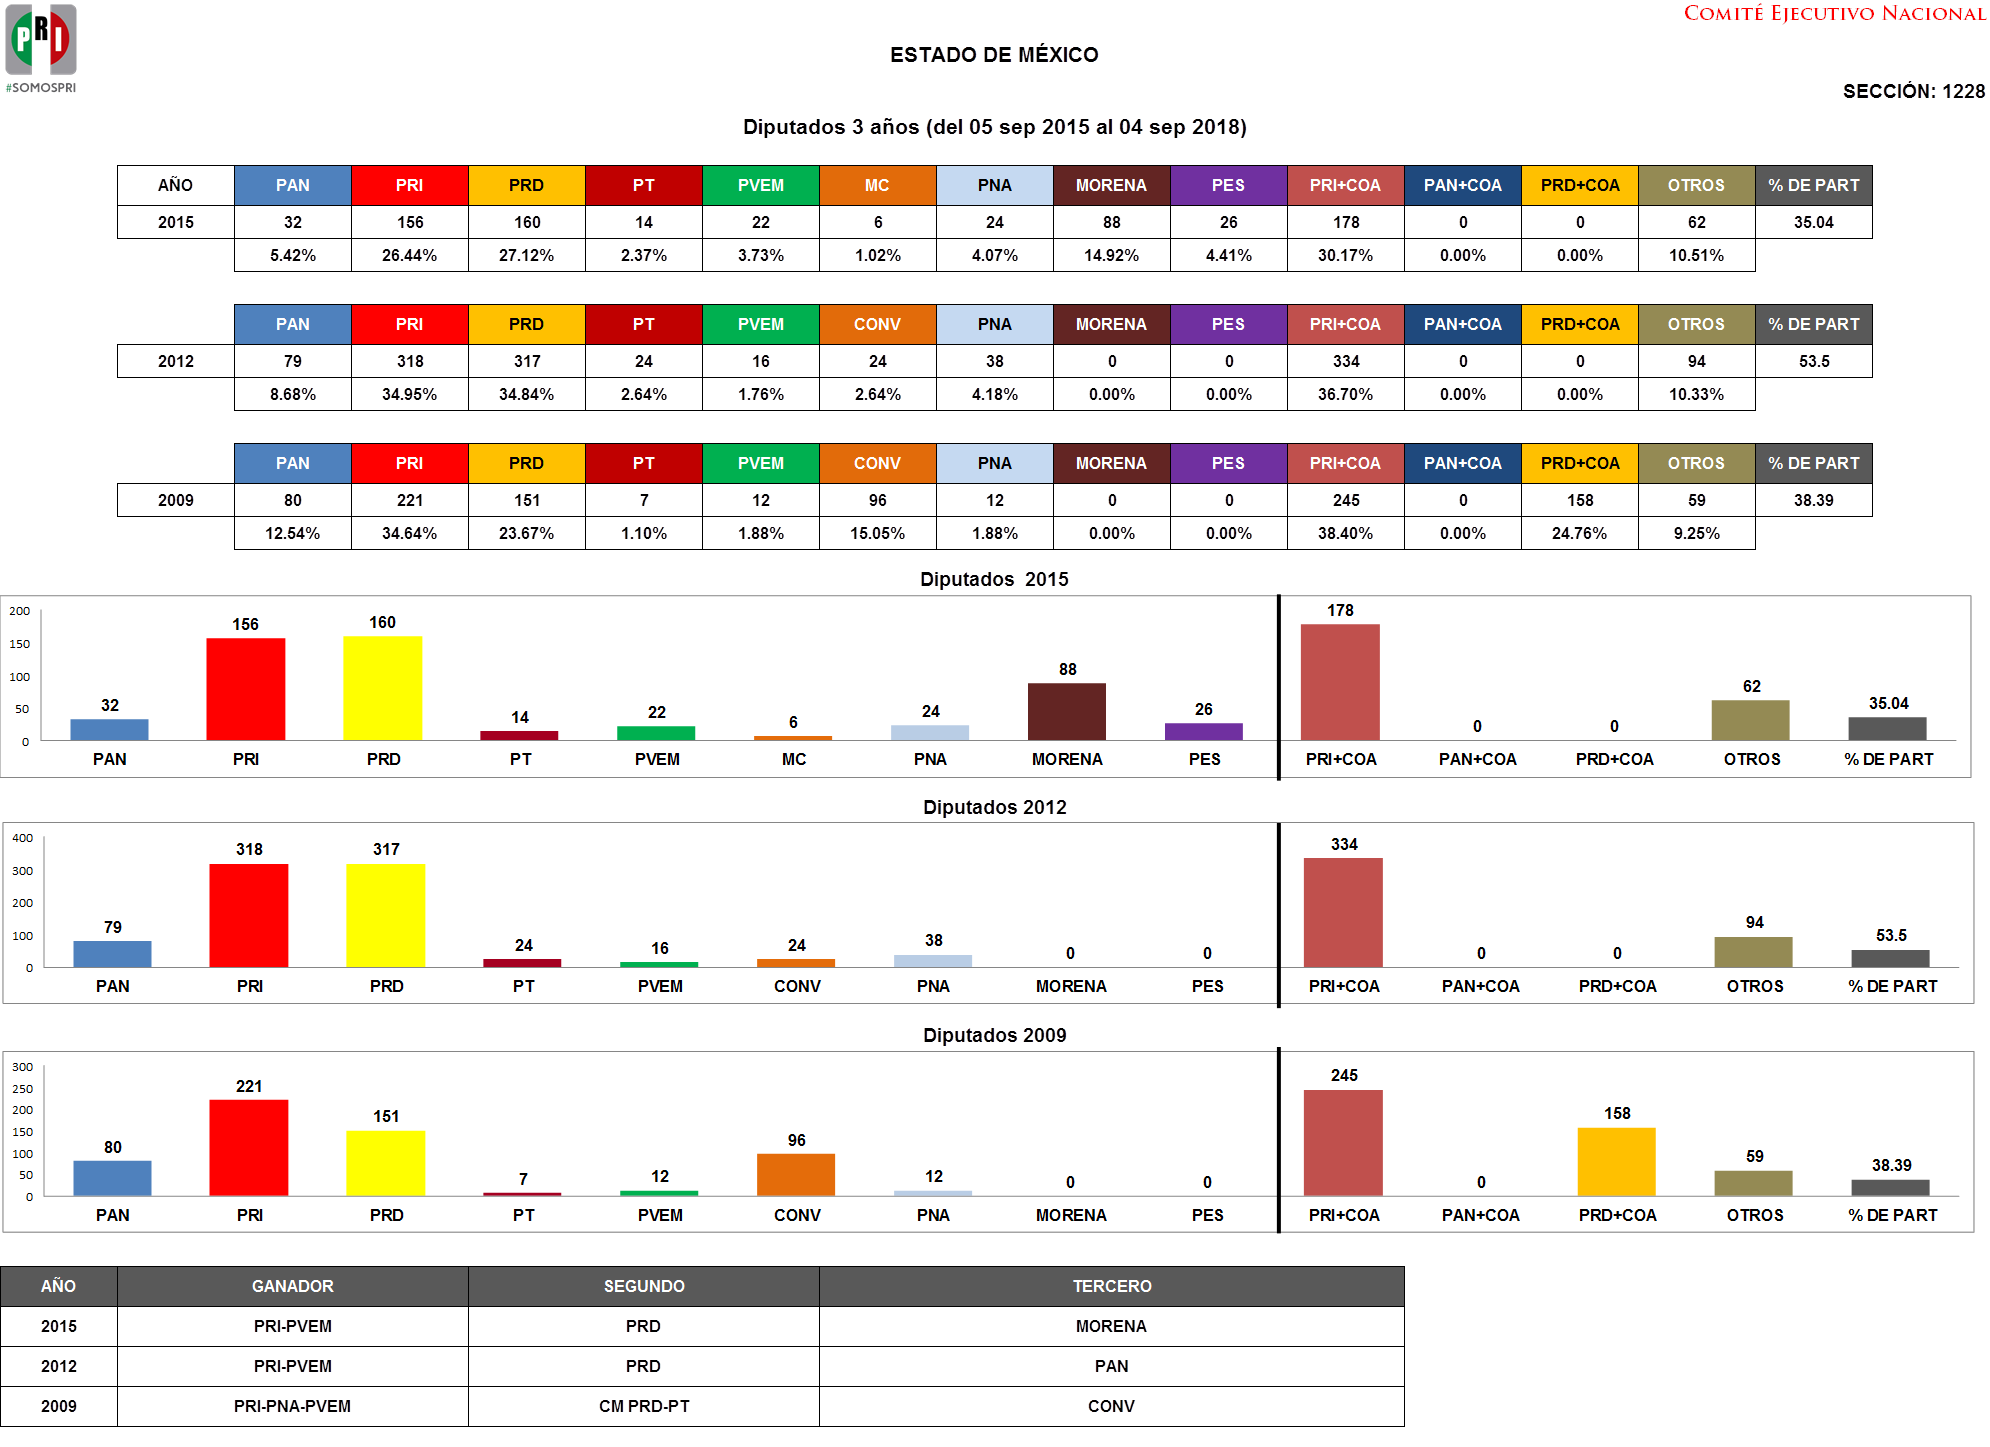 PRI
#SOMOSPRI
COMITÉ EJECUTIVO NACIONAL
ESTADO DE MÉXICO
SECCIÓN: 1228
Diputados 3 años (del 05 sep 2015 al 04 sep 2018)
AÑO PAN PRI PRD PT PVEM MC PNA MORENA PES PRI+COA PAN+COA PRD+COA OTROS % DE PART
2015 32 156 160 14 22 6 24 88 26 178 0 0 62 35.04
5.42% 26.44% 27.12% 2.37% 3.73% 1.02% 4.07% 14.92% 4.41% 30.17% 0.00% 0.00% 10.51%
PAN PRI PRD PT PVEM CONV PNA MORENA PES PRI+COA PAN+COA PRD+COA OTROS % DE PART
2012 79 318 317 24 16 24 38 0 0 334 0 0 94 53.5
8.68% 34.95% 34.84% 2.64% 1.76% 2.64% 4.18% 0.00% 0.00% 36.70% 0.00% 0.00% 10.33%
PAN PRI PRD PT PVEM CONV PNA MORENA PES PRI+COA PAN+COA PRD+COA OTROS % DE PART
2009 80 221 151 7 12 96 12 0 0 245 0 158 59 38.39
12.54% 34.64% 23.67% 1.10% 1.88% 15.05% 1.88% 0.00% 0.00% 38.40% 0.00% 24.76% 9.25%
Diputados 2015
200
150
100
50
0
32 156 160 14 22 6 24 88 26 178 0 0 62 35.04
PAN PRI PRD PT PVEM MC PNA MORENA PES PRI+COA PAN+COA PRD+COA OTROS % DE PART
Diputados 2012
400
300
200
100
0
79 318 317 24 16 24 38 0 0 334 0 0 94 53.5
PAN PRI PRD PT PVEM CONV PNA MORENA PES PRI+COA PAN+COA PRD+COA OTROS % DE PART
Diputados 2009
300
250
200
150
100
50
0
80 221 151 7 12 96 12 0 0 245 0 158 59 38.39
PAN PRI PRD PT PVEM CONV PNA MORENA PES PRI+COA PAN+COA PRD+COA OTROS % DE PART
AÑO GANADOR SEGUNDO TERCERO
2015 PRI-PVEM PRD MORENA
2012 PRI-PVEM PRD PAN
2009 PRI-PNA-PVEM CM PRD-PT CONV